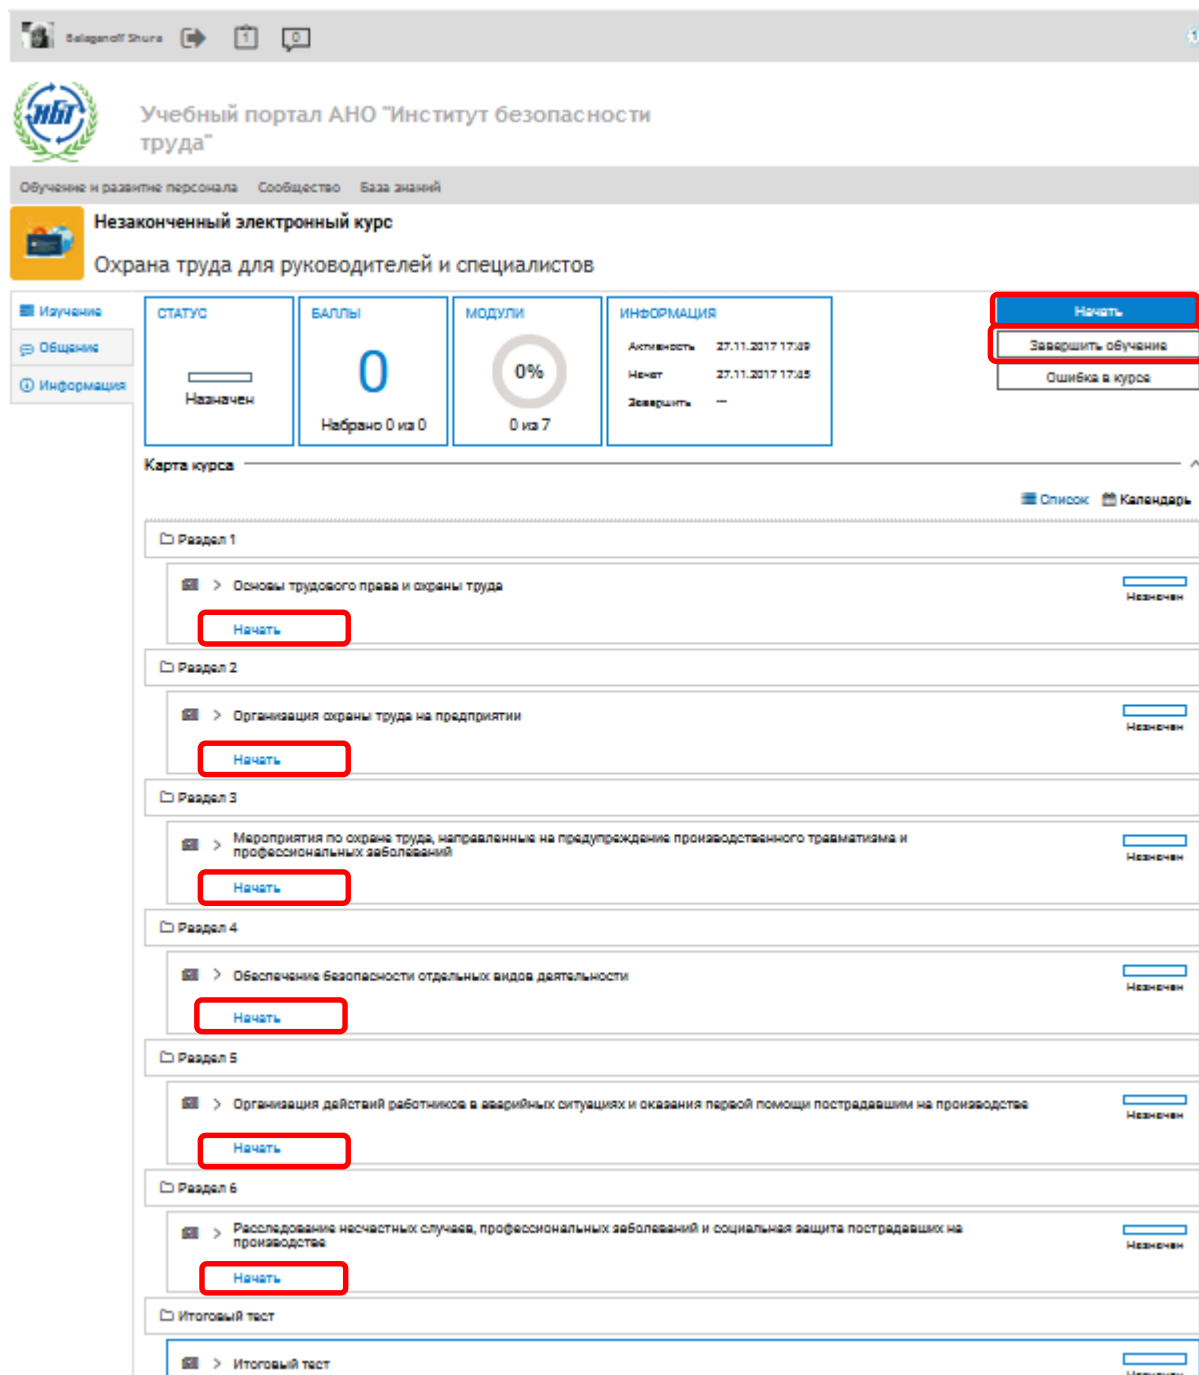 Balaganoff Shura
1
0
1
ИБТ
Учебный портал АНО "Институт безопасности
труда"
Обучение и развитие персонала Сообщество База знаний
Незаконченный электронный курс
Охрана труда для руководителей и специалистов
Изучение
Общение
Информация
СТАТУС
Назначен
БАЛЛЫ
0
Набрано 0 из 0
МОДУЛИ
0%
0 из 7
ИНФОРМАЦИЯ
Активность 27.11.2017 17:49
Начат 27.11.2017 17:45
Завершить ---
Начать
Завершить обучение
Ошибка в курсе
Карта курса
Список Календарь
Раздел 1
Основы трудового права и охраны труда
Назначен
Начать
Раздел 2
Организация охраны труда на предприятии
Назначен
Начать
Раздел 3
Мероприятия по охране труда, направленные на предупреждение производственного травматизма и
профессиональных заболеваний
Назначен
Начать
Раздел 4
Обеспечение безопасности отдельных видов деятельности
Назначен
Начать
Раздел 5
Организация действий работников в аварийных ситуациях и оказания первой помощи пострадавшим на производстве
Назначен
Начать
Раздел 6
Расследование несчастных случаев, профессиональных заболеваний и социальная защита пострадавших на
производстве
Назначен
Начать
Итоговый тест
Итоговый тест
Назначен